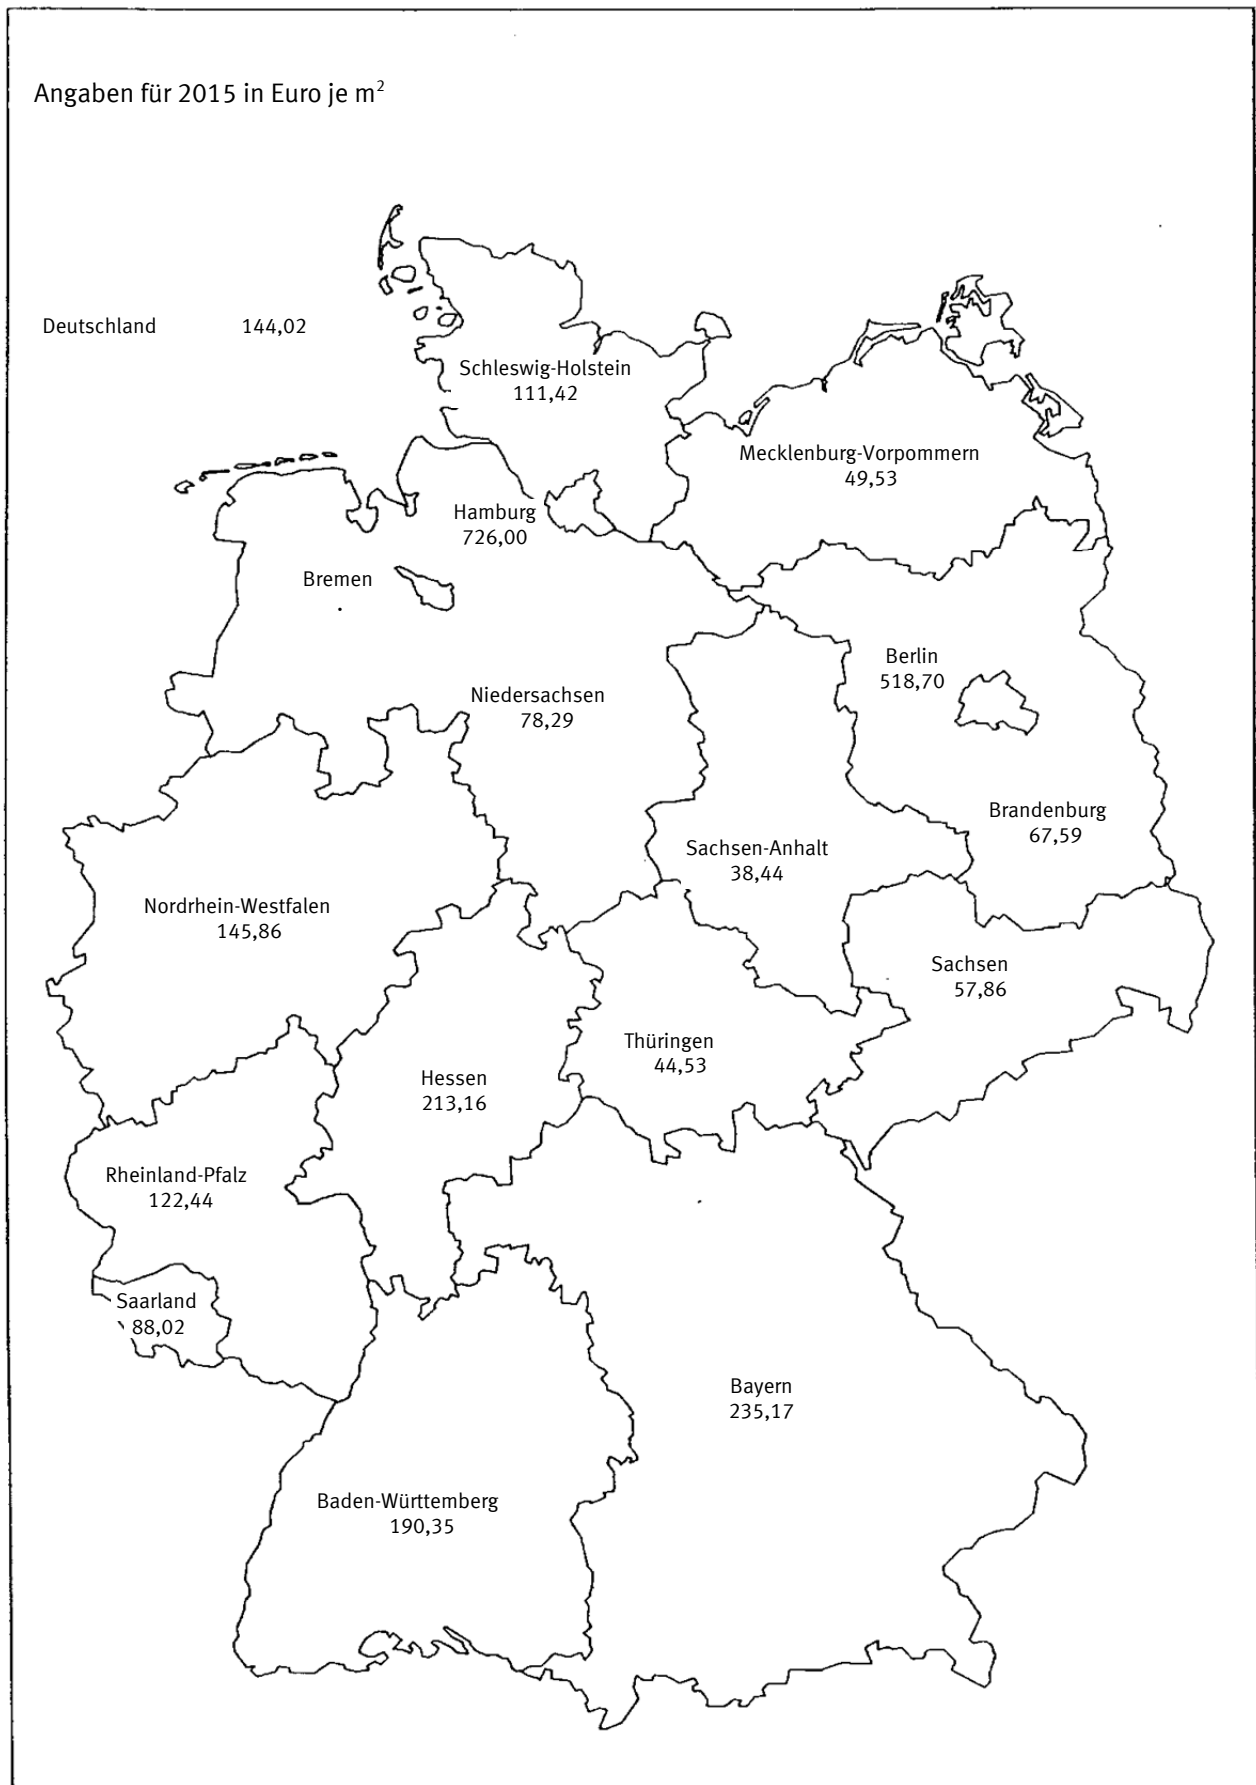 Angaben für 2015 in Euro je m²
Deutschland 144,02
Schleswig-Holstein
111,42
Mecklenburg-Vorpommern
49,53
Hamburg
726,00
Bremen
Berlin
518,70
Niedersachsen
78,29
Brandenburg
67,59
Sachsen-Anhalt
38,44
Nordrhein-Westfalen
145,86
Sachsen
57,86
Thüringen
44,53
Hessen
213,16
Rheinland-Pfalz
122,44
Saarland
88,02
Bayern
235,17
Baden-Württemberg
190,35